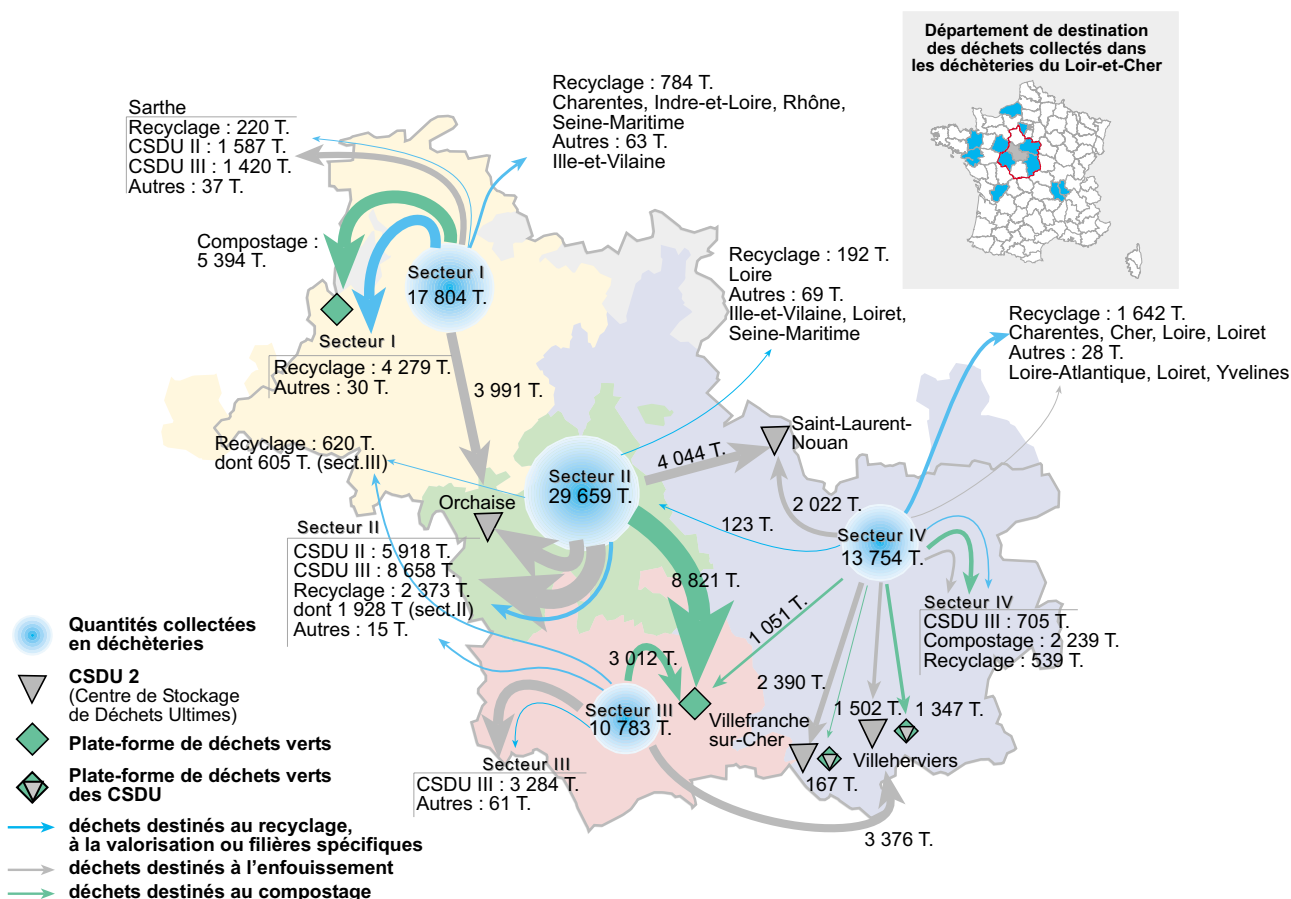 Département de destination
des déchets collectés dans
les déchèteries du Loir-et-Cher
Recyclage : 784 T.
Charentes, Indre-et-Loire, Rhône,
Seine-Maritime
Autres : 63 T.
Ille-et-Vilaine
Sarthe
Recyclage : 220 T.
CSDU II : 1 587 T.
CSDU III : 1 420 T.
Autres : 37 T.
Compostage :
5 394 T.
Secteur I
17 804 T.
Secteur I
Recyclage : 4 279 T.
Autres : 30 T.
3 991 T.
Recyclage : 192 T.
Loire
Autres : 69 T.
Ille-et-Vilaine, Loiret,
Seine-Maritime
Recyclage : 1 642 T.
Charentes, Cher, Loire, Loiret
Autres : 28 T.
Loire-Atlantique, Loiret, Yvelines
Recyclage : 620 T.
dont 605 T. (sect.III)
Saint-Laurent-
Nouan
4 044 T.
Secteur II
29 659 T.
Orchaise
2 022 T.
123 T.
Secteur IV
13 754 T.
Secteur II
CSDU II : 5 918 T.
CSDU III : 8 658 T.
Recyclage : 2 373 T.
dont 1 928 T (sect.II)
Autres : 15 T.
8 821 T.
1 051 T.
Secteur IV
CSDU III : 705 T.
Compostage : 2 239 T.
Recyclage : 539 T.
3 012 T.
2 390 T.
Secteur III
10 783 T.
Villefranche
sur-Cher
1 502 T.
1 347 T.
Villeherviers
167 T.
Secteur III
CSDU III : 3 284 T.
Autres : 61 T.
3 376 T.
Quantités collectées
en déchèteries
CSDU 2
(Centre de Stockage
de Déchets Ultimes)
Plate-forme de déchets verts
Plate-forme de déchets verts
des CSDU
déchets destinés au recyclage,
à la valorisation ou filières spécifiques
déchets destinés à l'enfouissement
déchets destinés au compostage